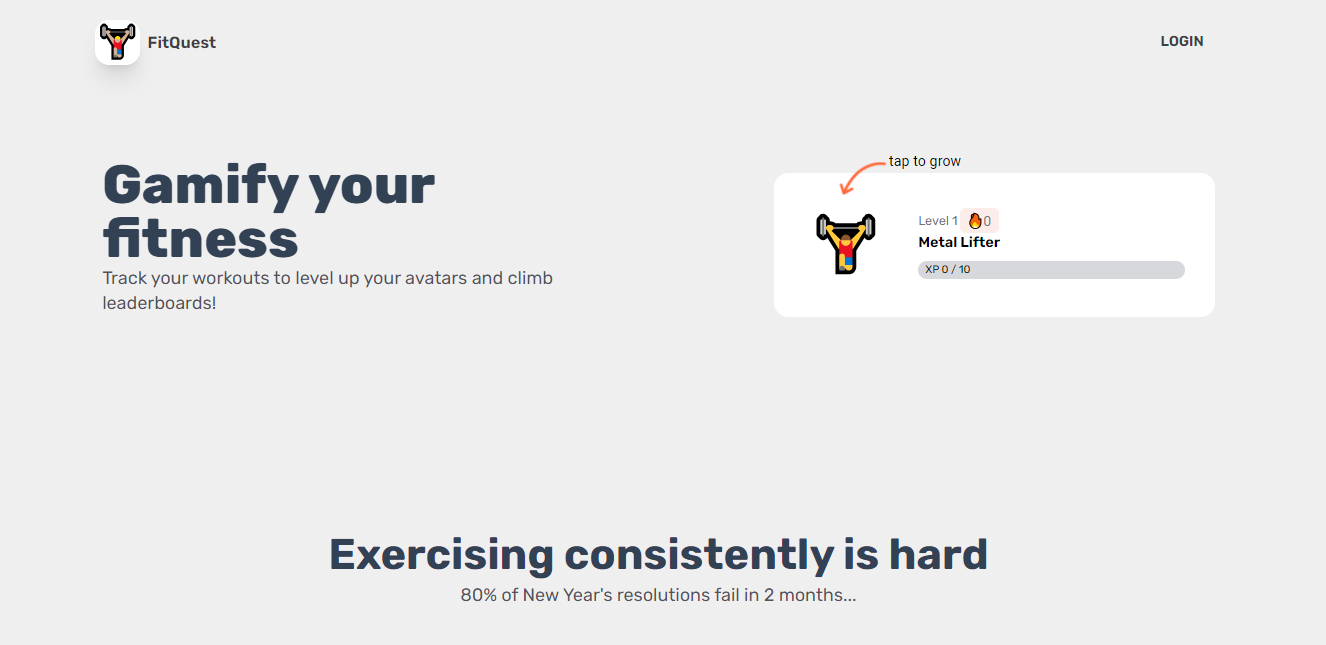 FitQuest
LOGIN
Gamify your
fitness
Track your workouts to level up your avatars and climb
leaderboards!
tap to grow
Level 1 🔥0
Metal Lifter
XP 0 / 10
Exercising consistently is hard
80% of New Year's resolutions fail in 2 months...